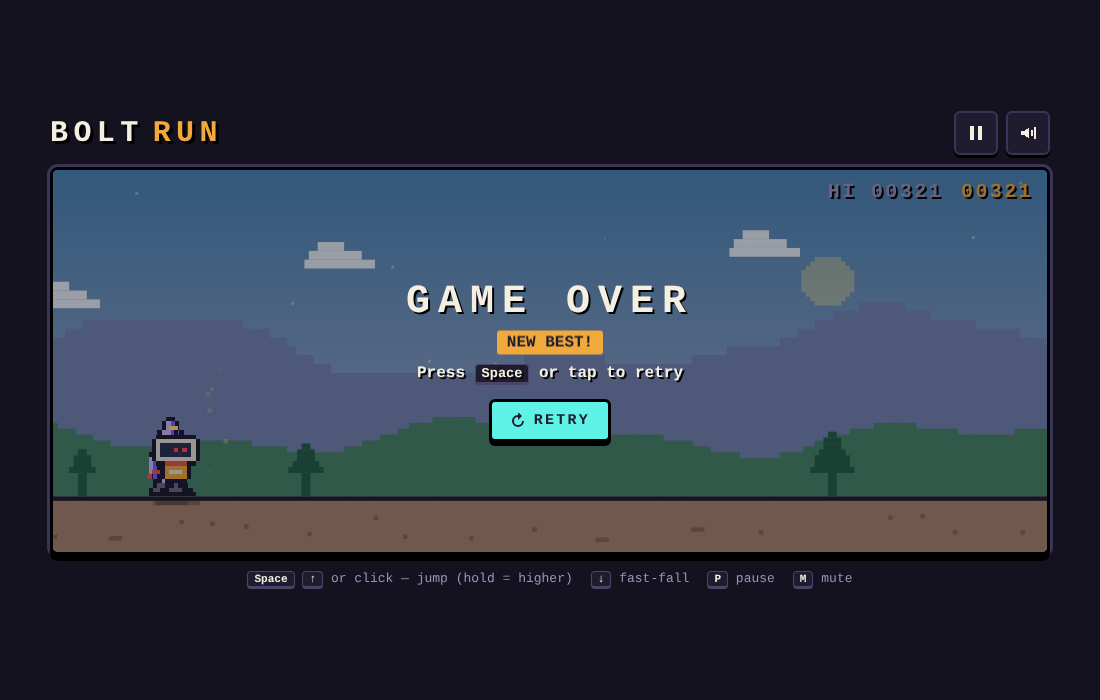 BOLT RUN
HI 00321 00321
GAME OVER
NEW BEST!
Press Space or tap to retry
RETRY
Space ↑ or click — jump (hold = higher) ↓ fast-fall P pause M mute